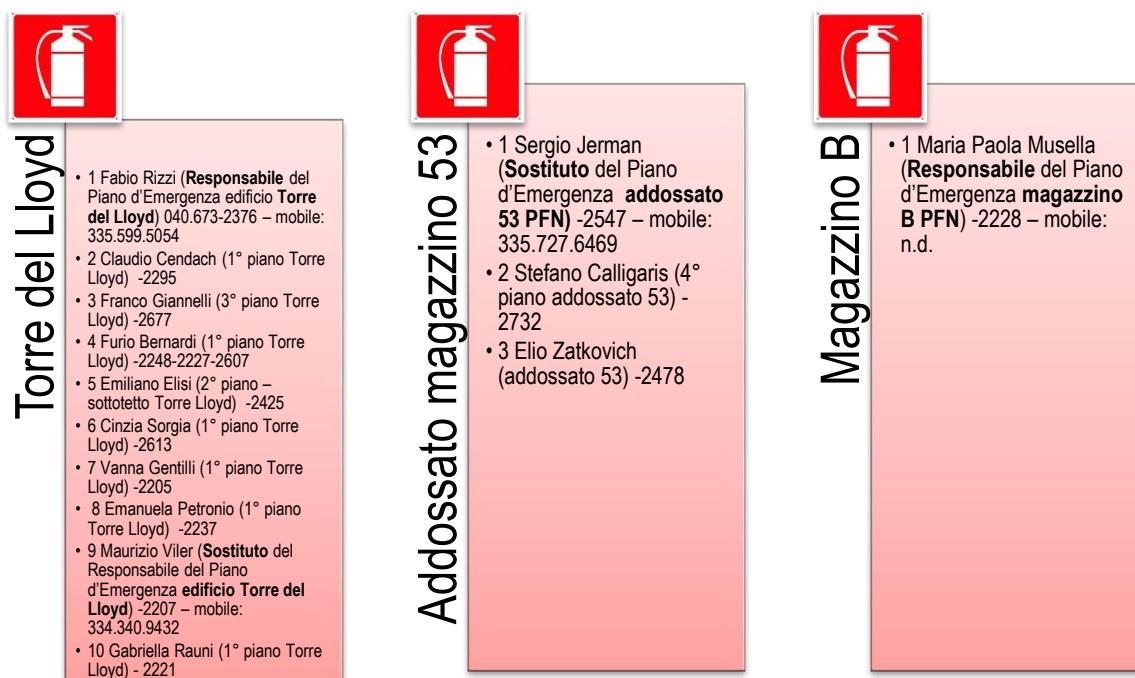 Torre del Lloyd
• 1 Fabio Rizzi (Responsabile del
Piano d'Emergenza edificio Torre
del Lloyd) 040.673-2376 – mobile:
335.599.5054
• 2 Claudio Cendach (1° piano Torre
Lloyd) -2295
• 3 Franco Giannelli (3° piano Torre
Lloyd) -2677
• 4 Furio Bernardi (1° piano Torre
Lloyd) -2248-2227-2607
• 5 Emiliano Elisi (2° piano –
sottotetto Torre Lloyd) -2425
• 6 Cinzia Sorgia (1° piano Torre
Lloyd) -2613
• 7 Vanna Gentilli (1° piano Torre
Lloyd) -2205
• 8 Emanuela Petronio (1° piano
Torre Lloyd) -2237
• 9 Maurizio Viler (Sostituto del
Responsabile del Piano
d'Emergenza edificio Torre del
Lloyd) -2207 – mobile:
334.340.9432
• 10 Gabriella Rauni (1° piano Torre
Lloyd) - 2221
Addossato magazzino 53
• 1 Sergio Jerman
(Sostituto del Piano
d'Emergenza addossato
53 PFN) -2547 – mobile:
335.727.6469
• 2 Stefano Calligaris (4°
piano addossato 53) -
2732
• 3 Elio Zatkovich
(addossato 53) -2478
Magazzino B
• 1 Maria Paola Musella
(Responsabile del Piano
d'Emergenza magazzino
B PFN) -2228 – mobile:
n.d.